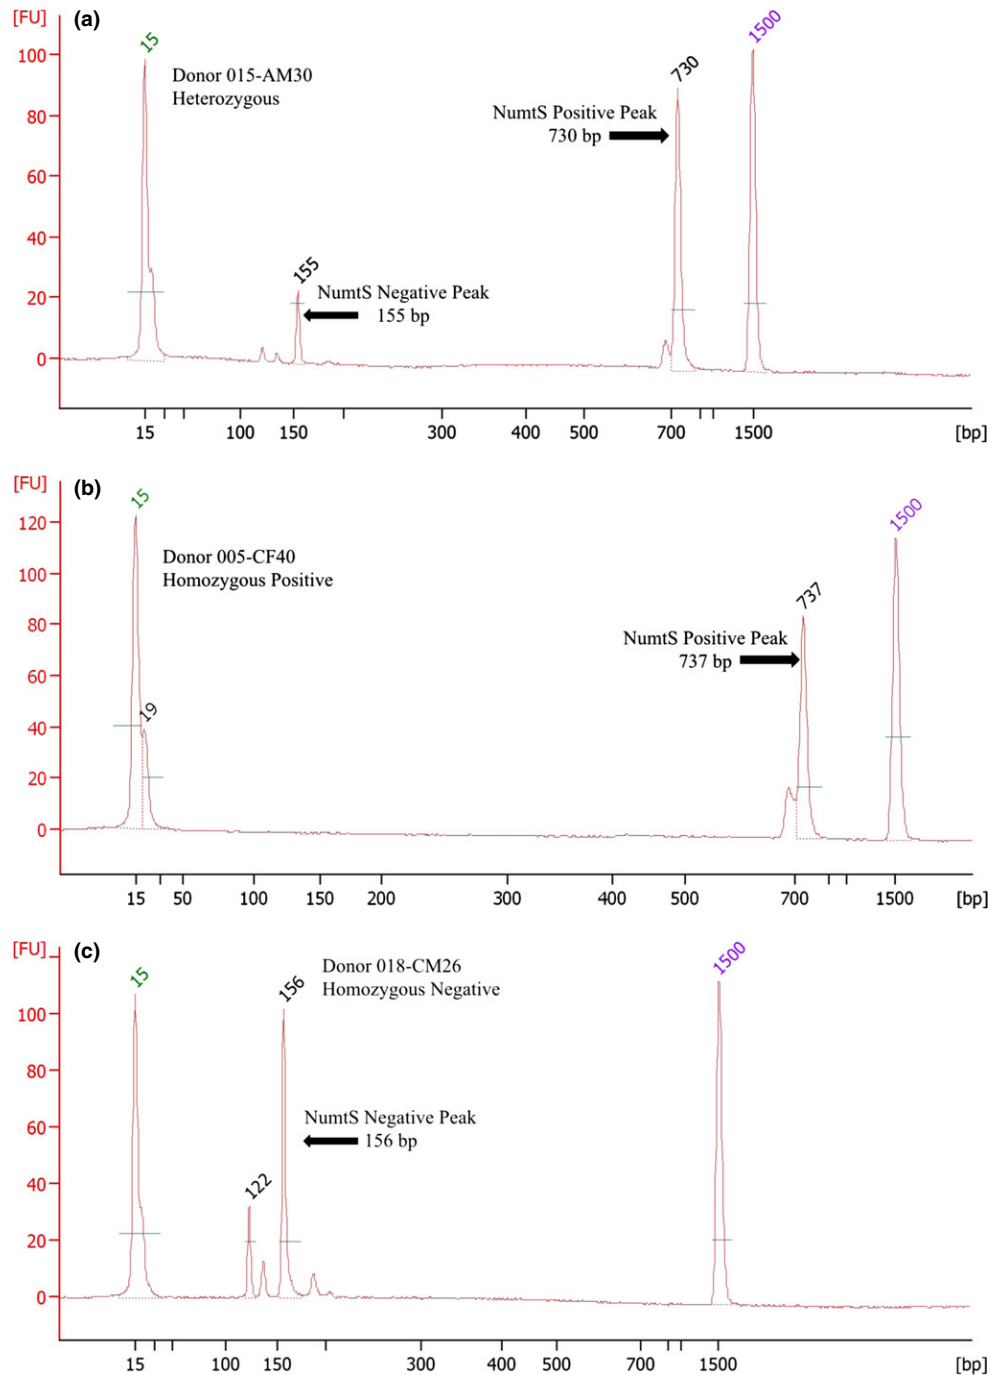 [FU]
(a)
15
1500
Donor 015-AM30
Heterozygous
730
NumtS Positive Peak
730 bp
155
NumtS Negative Peak
155 bp
100
80
60
40
20
0
15 100 150 300 400 500 700 1500 [bp]
[FU]
(b)
15
1500
Donor 005-CF40
Homozygous Positive
737
NumtS Positive Peak
737 bp
19
120
100
80
60
40
20
0
15 50 100 150 200 300 400 500 700 1500 [bp]
[FU]
(c)
15
1500
156
Donor 018-CM26
Homozygous Negative
NumtS Negative Peak
156 bp
122
100
80
60
40
20
0
15 100 150 300 400 500 700 1500 [bp]